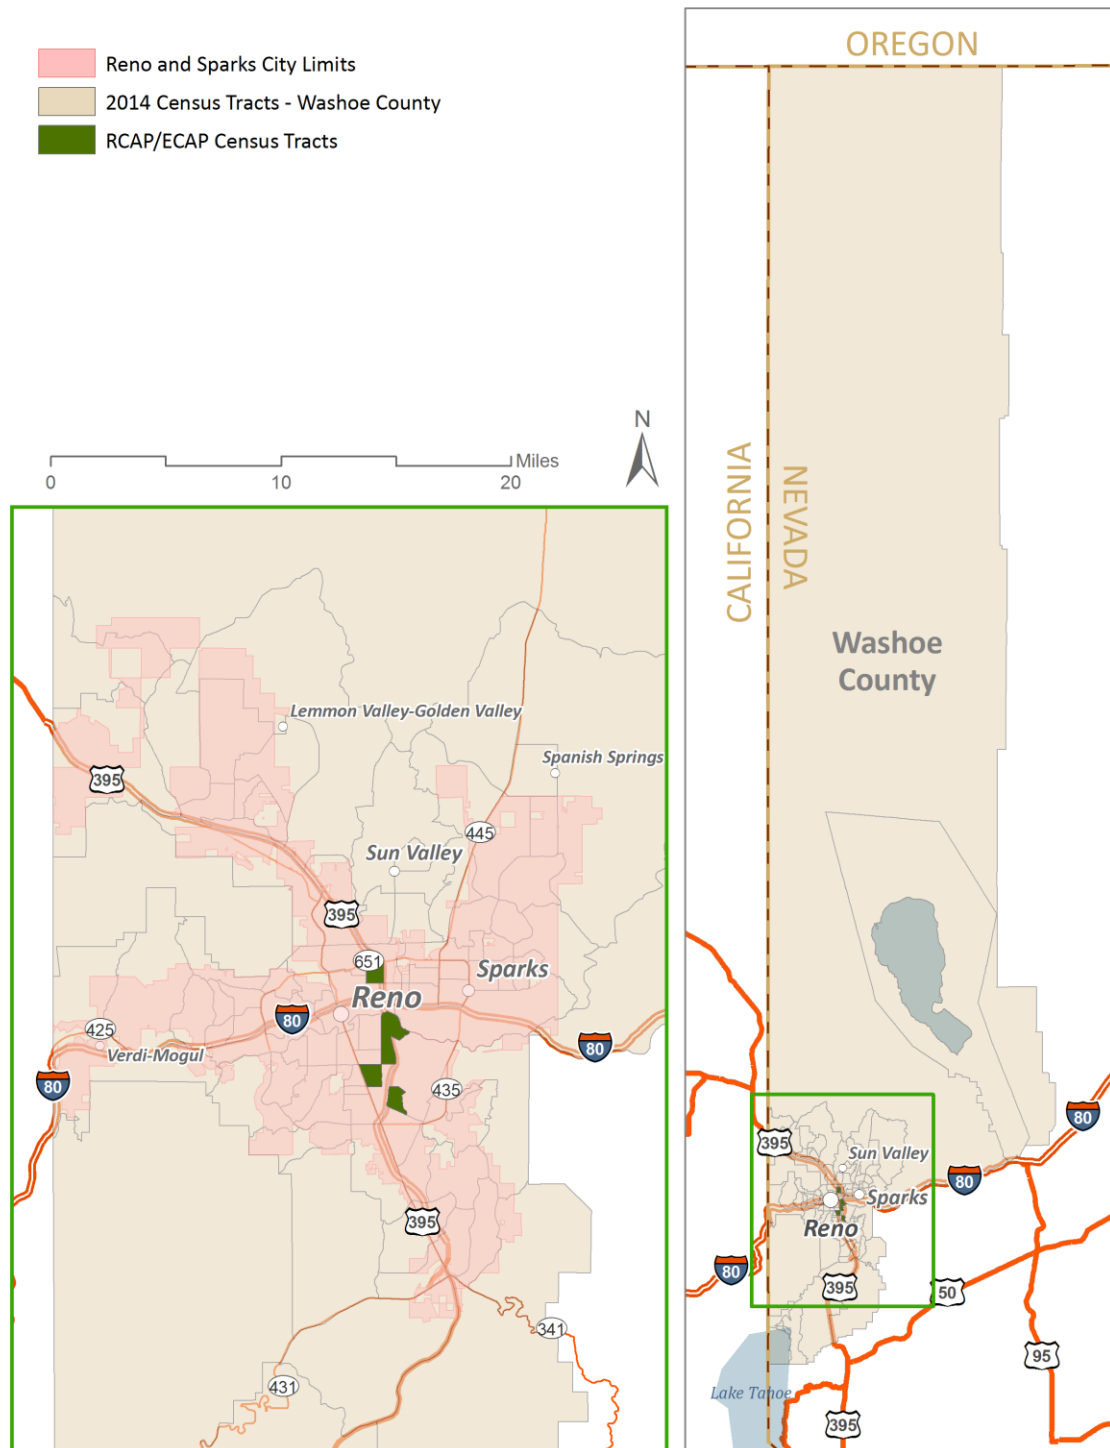 Reno and Sparks City Limits
2014 Census Tracts - Washoe County
RCAP/ECAP Census Tracts
N
Miles
0
10
20
Lemmon Valley-Golden Valley
Spanish Springs
395
445
Sun Valley
395
651
Sparks
Reno
80
425
Verdi-Mogul
80
80
435
395
341
431
OREGON
CALIFORNIA
NEVADA
Washoe
County
80
395
Sun Valley
80
Sparks
Reno
80
395
50
95
Lake Tahoe
395